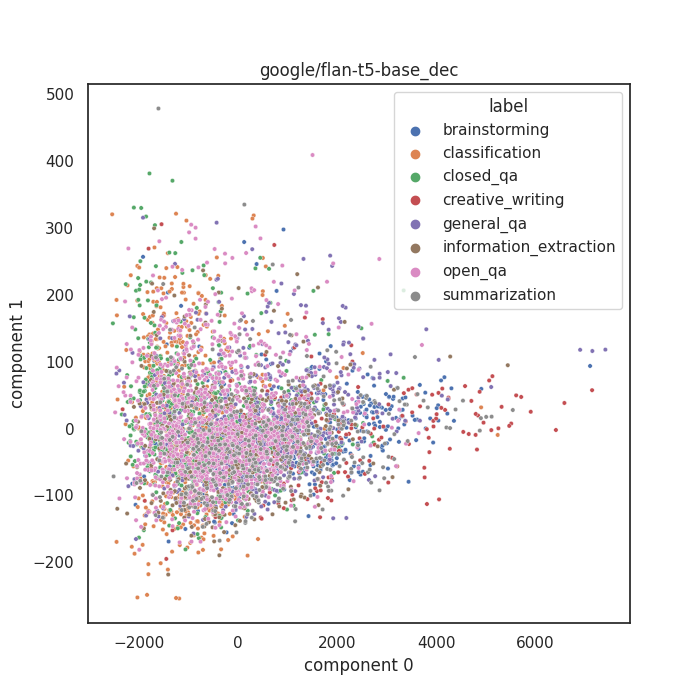 google/flan-t5-base_dec
label
brainstorming
classification
closed_qa
creative_writing
general_qa
information_extraction
open_qa
summarization
500
400
300
200
100
0
−100
−200
component 1
−2000
0
2000
4000
6000
component 0